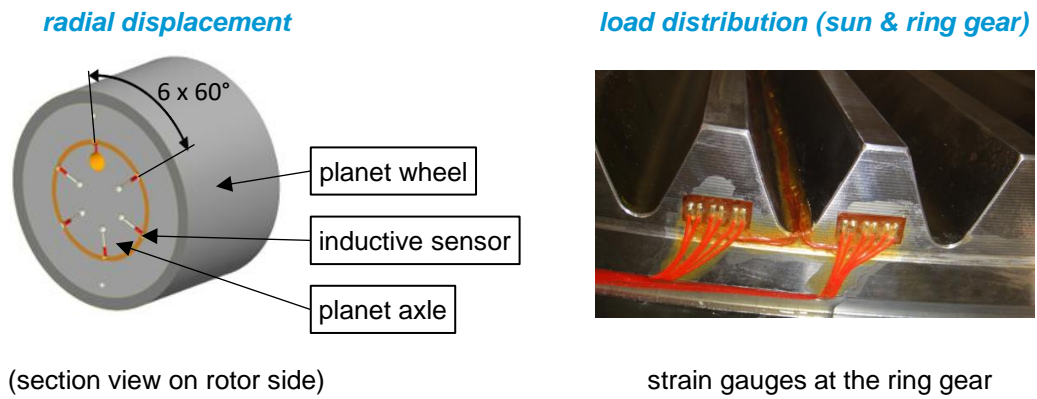 radial displacement
load distribution (sun & ring gear)
6 x 60°
planet wheel
inductive sensor
planet axle
(section view on rotor side)
strain gauges at the ring gear